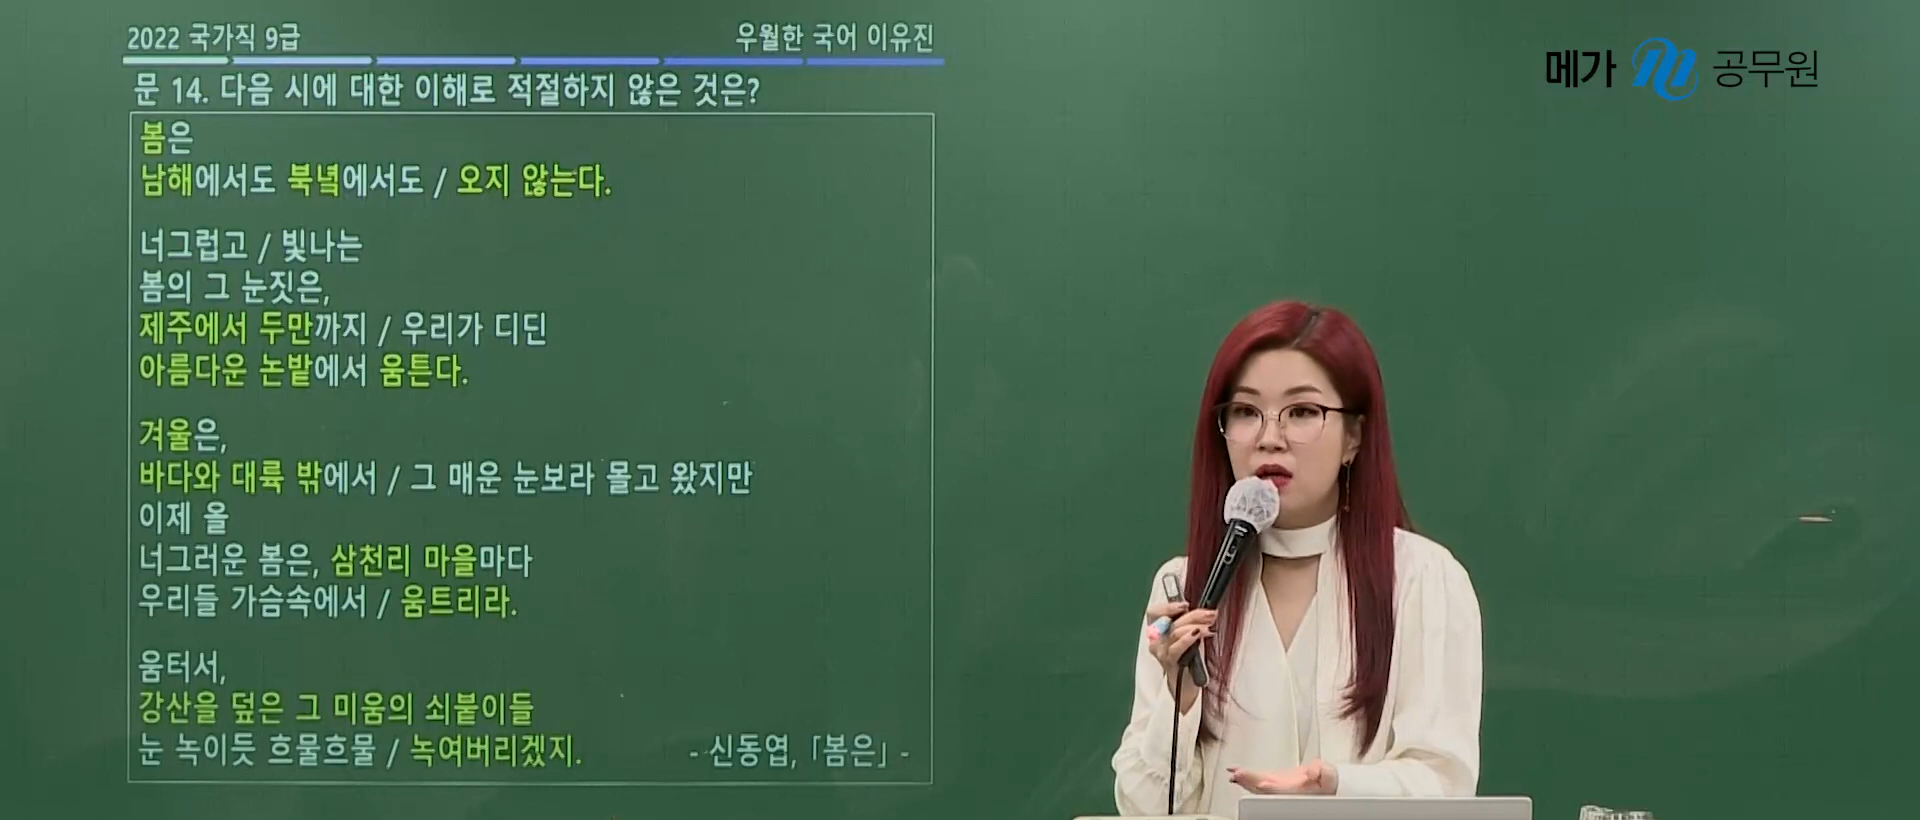 2022 국가직 9급
우월한 국어 이유진
메가 공무원
문 14. 다음 시에 대한 이해로 적절하지 않은 것은?
봄은
남해에서도 북녘에서도 / 오지 않는다.
너그럽고 / 빛나는
봄의 그 눈짓은,
제주에서 두만까지 / 우리가 디딘
아름다운 논밭에서 움튼다.
겨울은,
바다와 대륙 밖에서 / 그 매운 눈보라 몰고 왔지만
이제 올
너그러운 봄은, 삼천리 마을마다
우리들 가슴속에서 / 움트리라.
움터서,
강산을 덮은 그 미움의 쇠붙이들
눈 녹이듯 흐물흐물 / 녹여버리겠지.
- 신동엽, 「봄은」 -